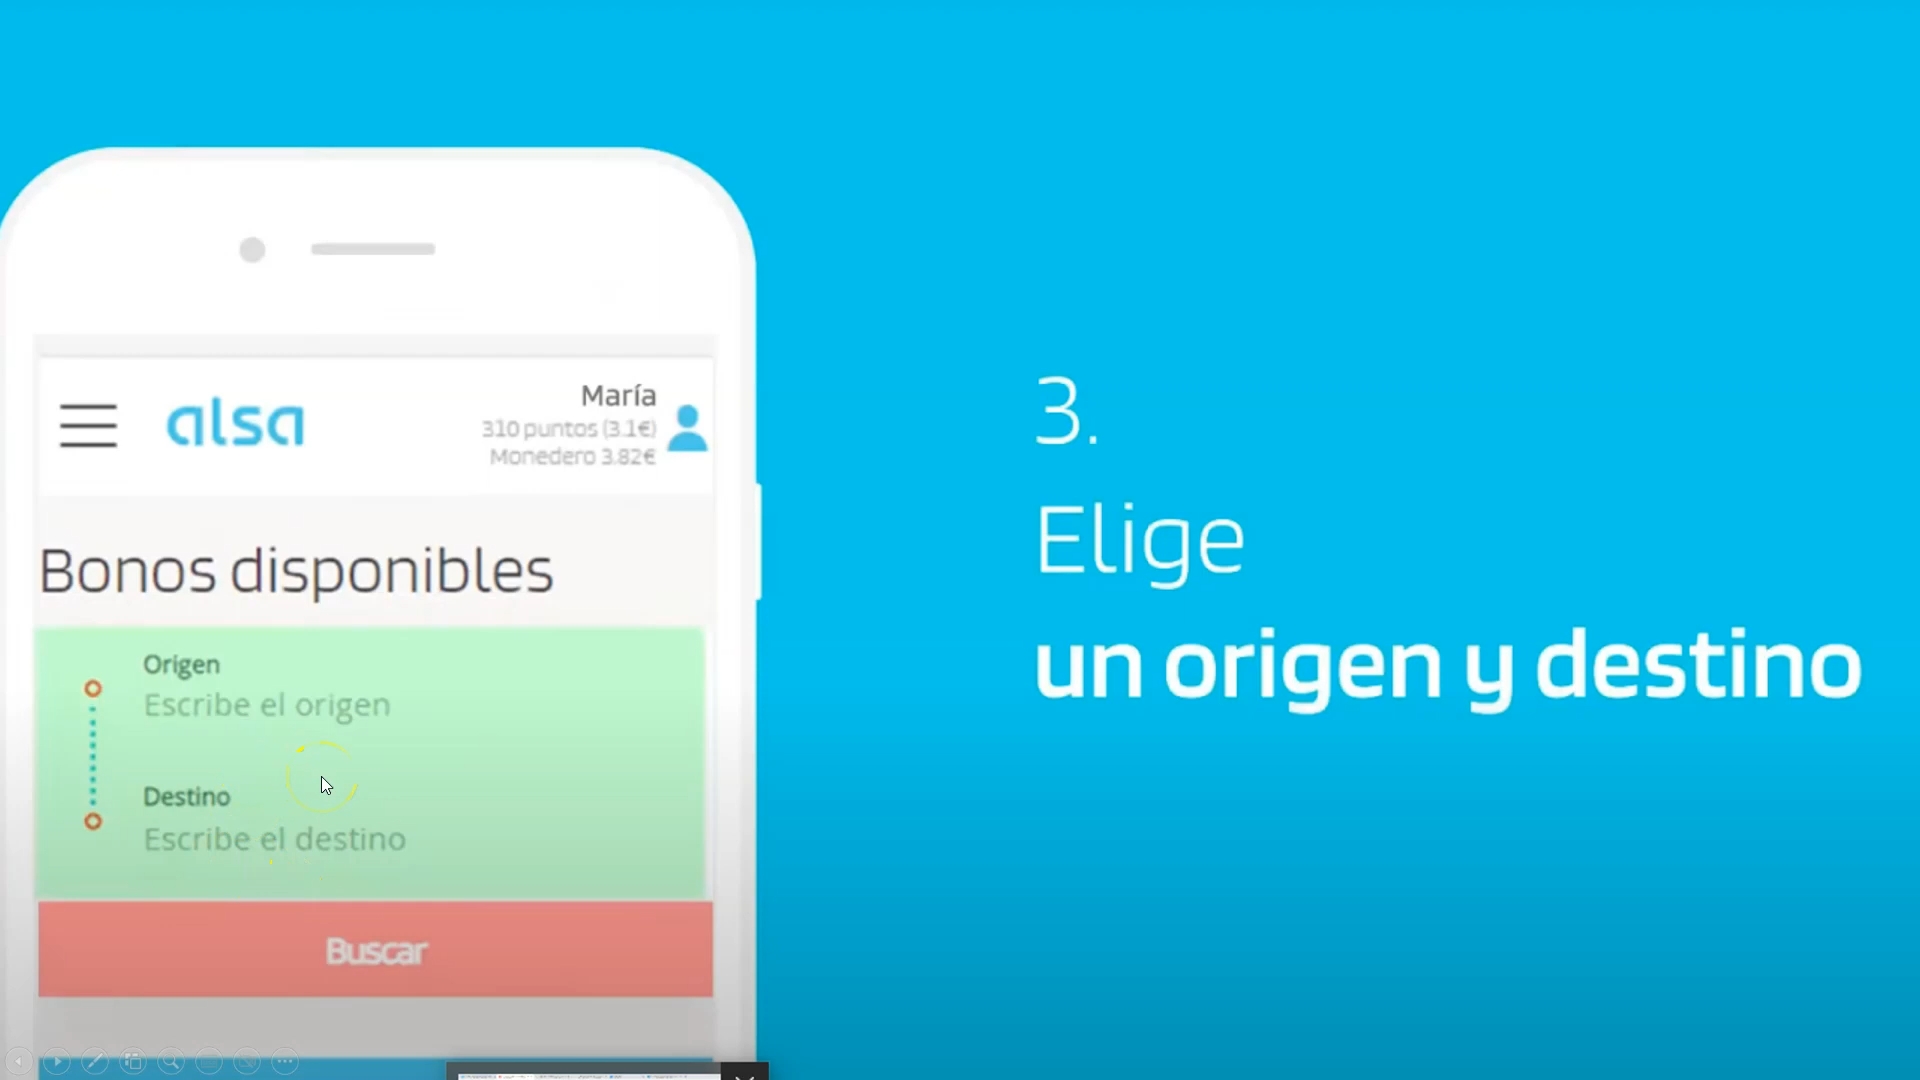 alsa
María
310 puntos (3.1€)
Monedero 3.82€
Bonos disponibles
Origen
Escribe el origen
Destino
Escribe el destino
Buscar
3.
Elige
un origen y destino